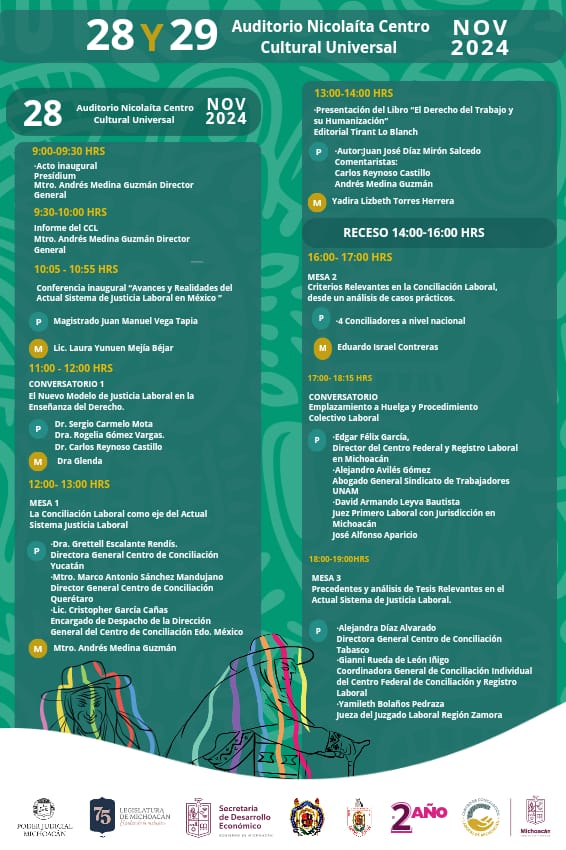 28 Y 29
Auditorio Nicolaíta Centro
Cultural Universal
NOV
2024
28
Auditorio Nicolaíta Centro
Cultural Universal
NOV
2024
9:00-09:30 HRS
·Acto inaugural
Presídium
Mtro. Andrés Medina Guzmán Director
General
9:30-10:00 HRS
Informe del CCL
Mtro. Andrés Medina Guzmán Director
General
10:05 - 10:55 HRS
Conferencia inaugural “Avances y Realidades del
Actual Sistema de Justicia Laboral en México ”
P Magistrado Juan Manuel Vega Tapia
M Lic. Laura Yunuen Mejía Béjar
11:00 - 12:00 HRS
CONVERSATORIO 1
El Nuevo Modelo de Justicia Laboral en la
Enseñanza del Derecho.
P Dr. Sergio Carmelo Mota
Dra. Rogelia Gómez Vargas.
Dr. Carlos Reynoso Castillo
M Dra Glenda
12:00- 13:00 HRS
MESA 1
La Conciliación Laboral como eje del Actual
Sistema Justicia Laboral
P ·Dra. Grettell Escalante Rendís.
Directora General Centro de Conciliación
Yucatán
·Mtro. Marco Antonio Sánchez Mandujano
Director General Centro de Conciliación
Querétaro
·Lic. Cristopher García Cañas
Encargado de Despacho de la Dirección
General del Centro de Conciliación Edo. México
M Mtro. Andrés Medina Guzmán
13:00-14:00 HRS
·Presentación del Libro “El Derecho del Trabajo y
su Humanización”
Editorial Tirant Lo Blanch
P ·Autor:Juan José Díaz Mirón Salcedo
Comentaristas:
Carlos Reynoso Castillo
Andrés Medina Guzmán
M Yadira Lizbeth Torres Herrera
RECESO 14:00-16:00 HRS
16:00- 17:00 HRS
MESA 2
Criterios Relevantes en la Conciliación Laboral,
desde un análisis de casos prácticos.
P ·4 Conciliadores a nivel nacional
M Eduardo Israel Contreras
17:00- 18:15 HRS
CONVERSATORIO
Emplazamiento a Huelga y Procedimiento
Colectivo Laboral
P ·Edgar Félix García,
Director del Centro Federal y Registro Laboral
en Michoacán
·Alejandro Avilés Gómez
Abogado General Sindicato de Trabajadores
UNAM
·David Armando Leyva Bautista
Juez Primero Laboral con Jurisdicción en
Michoacán
José Alfonso Aparicio
18:00-19:00HRS
MESA 3
Precedentes y análisis de Tesis Relevantes en el
Actual Sistema de Justicia Laboral.
P ·Alejandra Díaz Alvarado
Directora General Centro de Conciliación
Tabasco
·Gianni Rueda de León Iñigo
Coordinadora General de Conciliación Individual
del Centro Federal de Conciliación y Registro
Laboral
·Yamileth Bolaños Pedraza
Jueza del Juzgado Laboral Región Zamora
PODER JUDICIAL
MICHOACÁN
75
LEGISLATURA
DE MICHOACÁN
Secretaría
de Desarrollo
Económico
2 AÑO
Michoacán